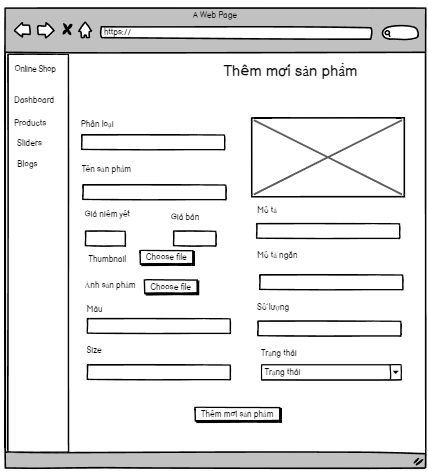 A Web Page
https://
Online Shop
Dashboard
Products
Sliders
Blogs
Thêm mới sản phẩm
Phân loại
Tên sản phẩm
Giá niêm yết
Giá bán
Thumbnail
Choose file
Ảnh sản phẩm
Choose file
Màu
Size
Mô tả
Mô tả ngắn
Số lượng
Trạng thái
Trạng thái
Thêm mới sản phẩm